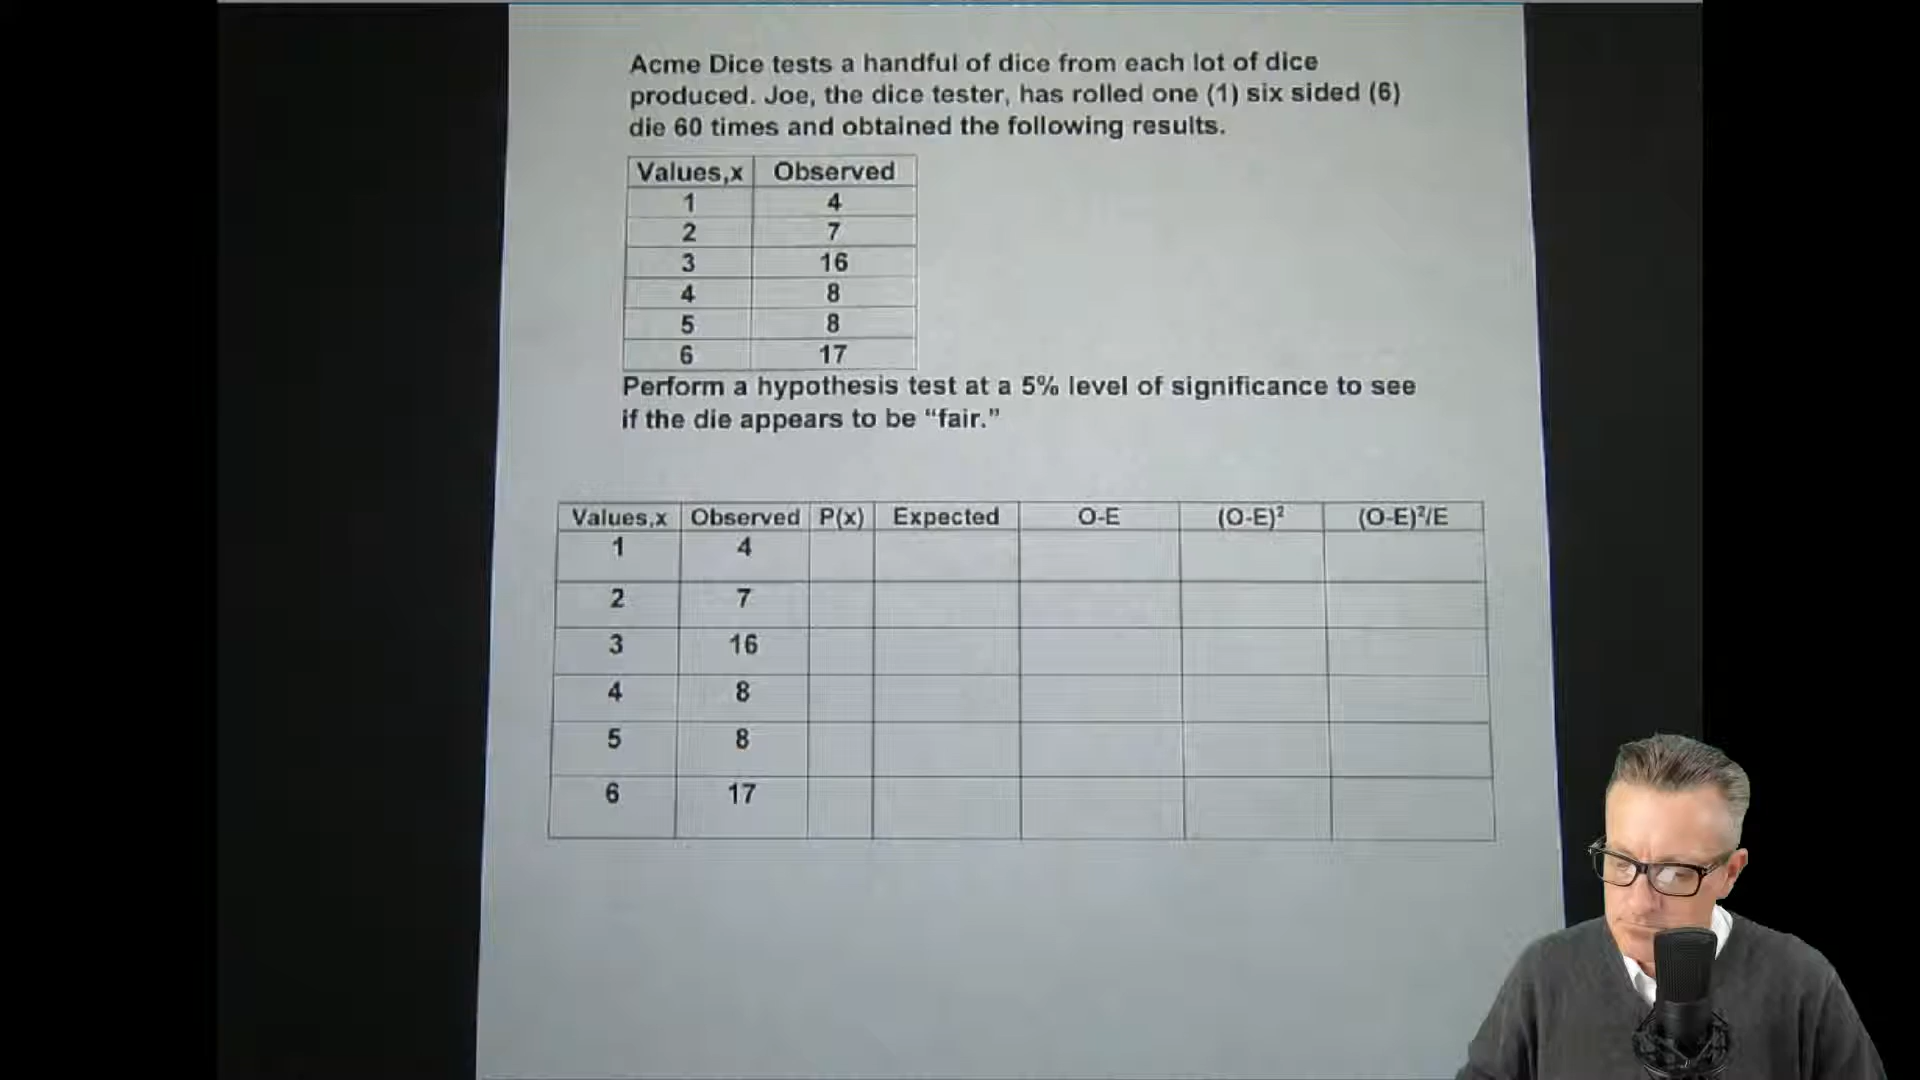 Acme Dice tests a handful of dice from each lot of dice
produced. Joe, the dice tester, has rolled one (1) six sided (6)
die 60 times and obtained the following results.
Values,x Observed
1 4
2 7
3 16
4 8
5 8
6 17
Perform a hypothesis test at a 5% level of significance to see
if the die appears to be “fair.”
Values,x Observed P(x) Expected O-E (O-E)² (O-E)²/E
1 4
2 7
3 16
4 8
5 8
6 17